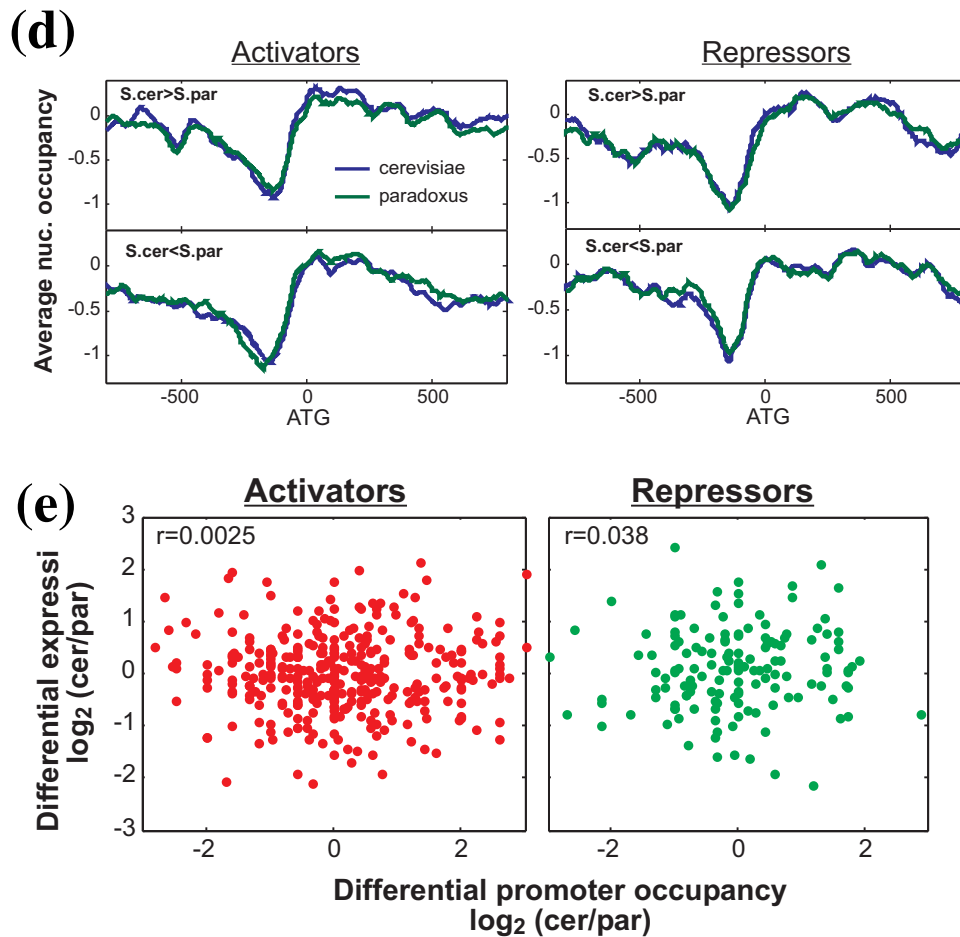 (d)
Activators
Repressors
S.cer>S.par
cerevisiae
paradoxus
S.cer<S.par
0
-0.5
-1
0
-0.5
-1
-500
0
500
ATG
Average nuc. occupancy
S.cer>S.par
S.cer<S.par
0
-0.5
-1
0
-0.5
-1
-500
0
500
ATG
(e)
Activators
Repressors
r=0.0025
r=0.038
3
2
1
0
-1
-2
-3
Differential expressi
log₂ (cer/par)
-2
0
2
-2
0
2
Differential promoter occupancy
log₂ (cer/par)